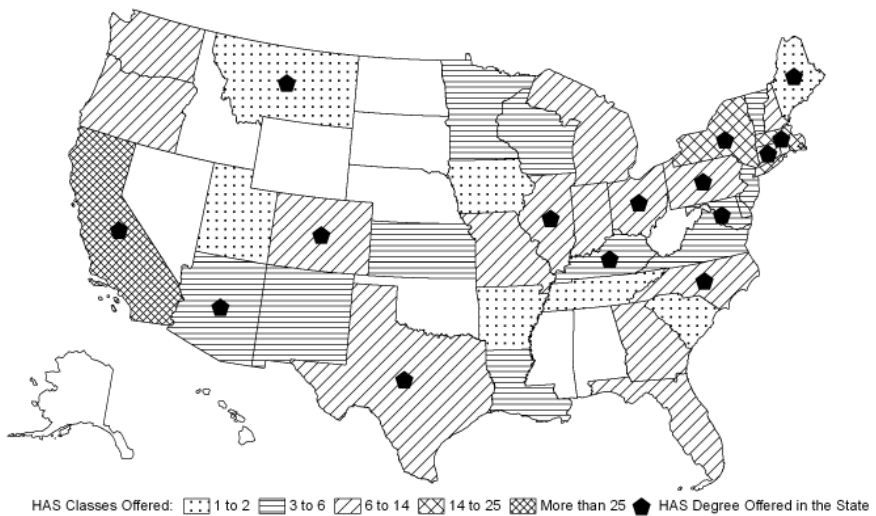 HAS Classes Offered: 1 to 2 3 to 6 6 to 14 14 to 25 More than 25 HAS Degree Offered in the State